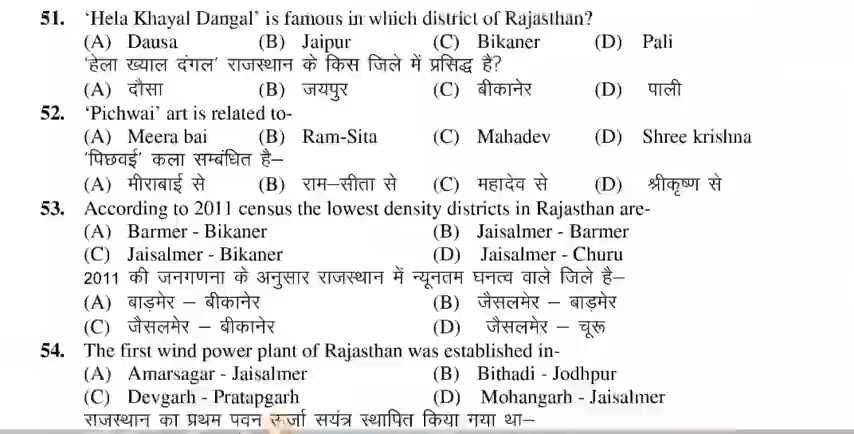 51. 'Hela Khayal Dangal' is famous in which district of Rajasthan?
(A) Dausa (B) Jaipur (C) Bikaner (D) Pali
'हेला ख्याल दंगल' राजस्थान के किस जिले में प्रसिद्ध है?
(A) दौसा (B) जयपुर (C) बीकानेर (D) पाली
52. 'Pichwai' art is related to-
(A) Meera bai (B) Ram-Sita (C) Mahadev (D) Shree krishna
'पिछवई' कला सम्बंधित है–
(A) मीराबाई से (B) राम–सीता से (C) महादेव से (D) श्रीकृष्ण से
53. According to 2011 census the lowest density districts in Rajasthan are-
(A) Barmer - Bikaner (B) Jaisalmer - Barmer
(C) Jaisalmer - Bikaner (D) Jaisalmer - Churu
2011 की जनगणना के अनुसार राजस्थान में न्यूनतम घनत्व वाले जिले है–
(A) बाड़मेर – बीकानेर (B) जैसलमेर – बाड़मेर
(C) जैसलमेर – बीकानेर (D) जैसलमेर – चूरू
54. The first wind power plant of Rajasthan was established in-
(A) Amarsagar - Jaisalmer (B) Bithadi - Jodhpur
(C) Devgarh - Pratapgarh (D) Mohangarh - Jaisalmer
राजस्थान का प्रथम पवन ऊर्जा सयंत्र स्थापित किया गया था–